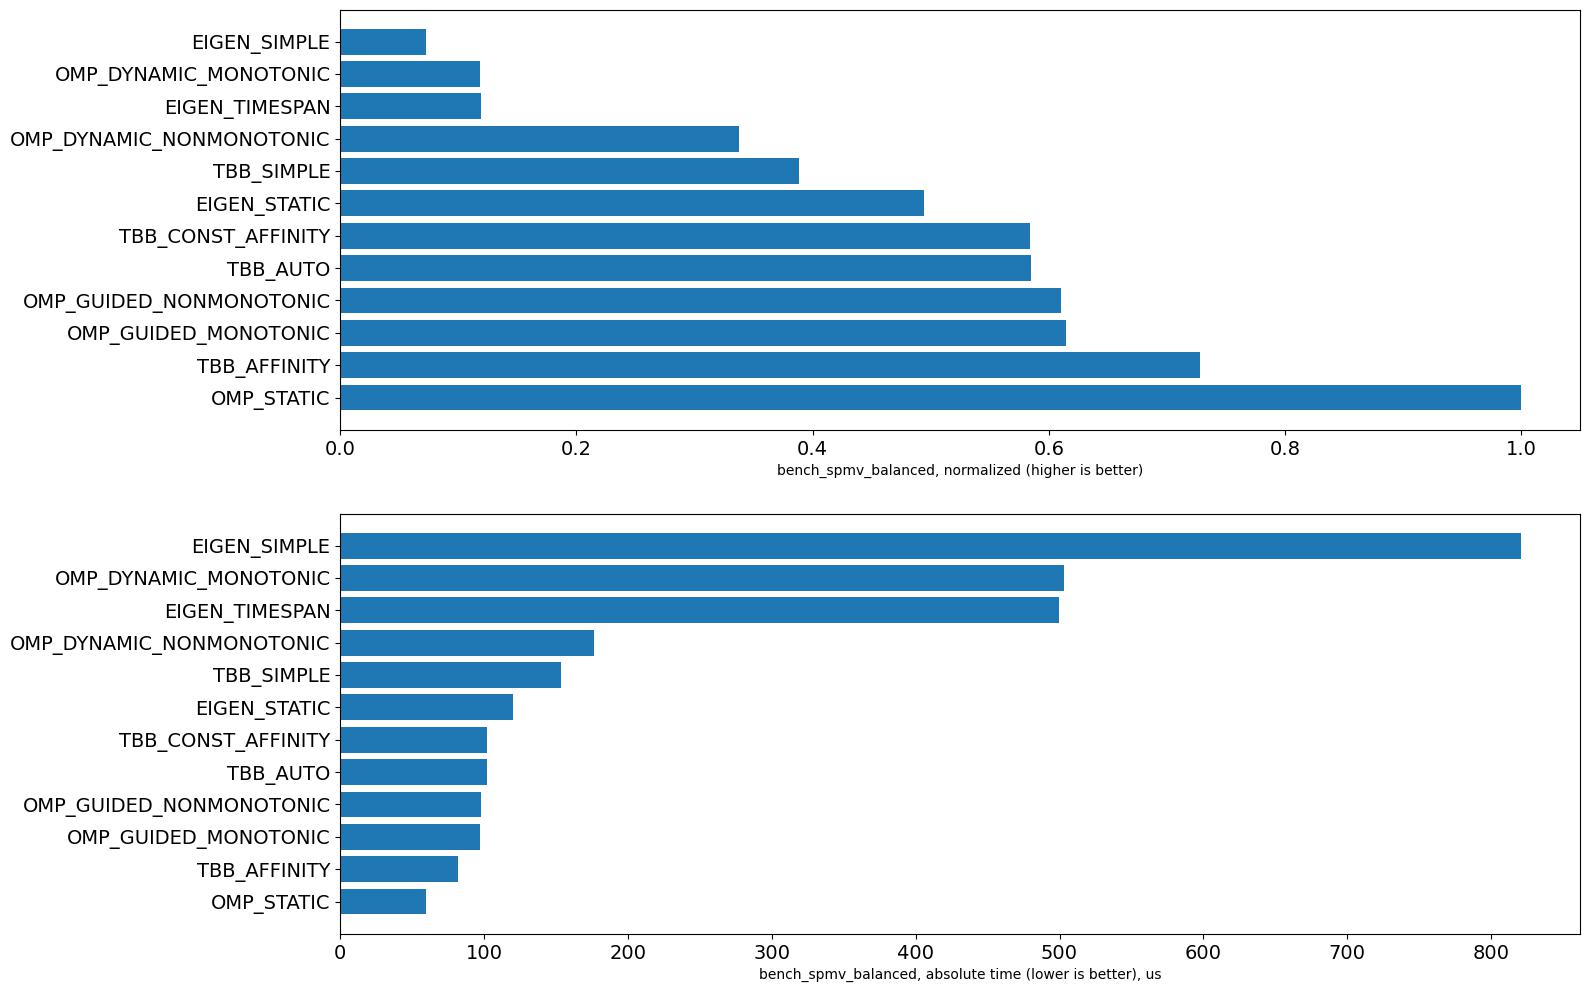 EIGEN_SIMPLE
OMP_DYNAMIC_MONOTONIC
EIGEN_TIMESPAN
OMP_DYNAMIC_NONMONOTONIC
TBB_SIMPLE
EIGEN_STATIC
TBB_CONST_AFFINITY
TBB_AUTO
OMP_GUIDED_NONMONOTONIC
OMP_GUIDED_MONOTONIC
TBB_AFFINITY
OMP_STATIC
0.0 0.2 0.4 0.6 0.8 1.0
bench_spmv_balanced, normalized (higher is better)
EIGEN_SIMPLE
OMP_DYNAMIC_MONOTONIC
EIGEN_TIMESPAN
OMP_DYNAMIC_NONMONOTONIC
TBB_SIMPLE
EIGEN_STATIC
TBB_CONST_AFFINITY
TBB_AUTO
OMP_GUIDED_NONMONOTONIC
OMP_GUIDED_MONOTONIC
TBB_AFFINITY
OMP_STATIC
0 100 200 300 400 500 600 700 800
bench_spmv_balanced, absolute time (lower is better), us